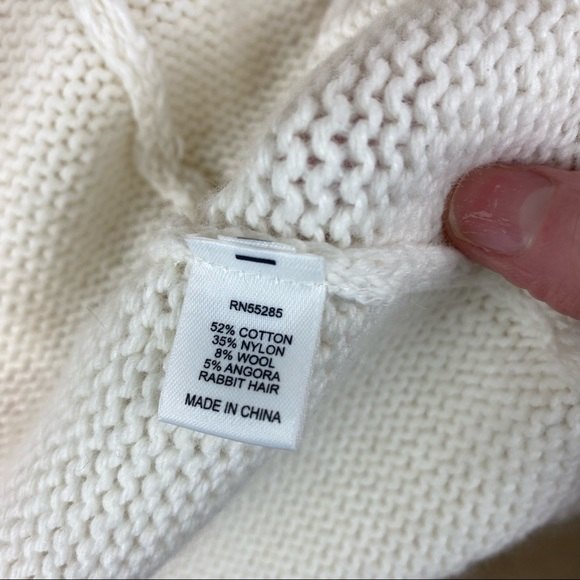 RN55285
52% COTTON
35% NYLON
8% WOOL
5% ANGORA
RABBIT HAIR
MADE IN CHINA